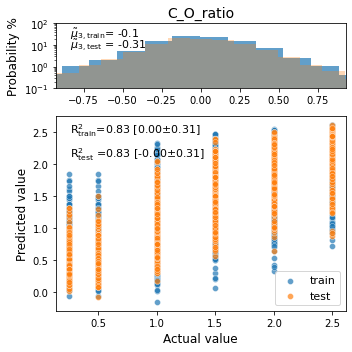 C_O_ratio
Probability %
10² 10¹ 10⁰ 10⁻¹
μ̃₃,train= -0.1
μ̃₃,test = -0.31
−0.75 −0.50 −0.25 0.00 0.25 0.50 0.75
Predicted value
2.5 2.0 1.5 1.0 0.5 0.0
R²train=0.83 [0.00±0.31]
R²test =0.83 [-0.00±0.31]
train
test
0.5 1.0 1.5 2.0 2.5
Actual value